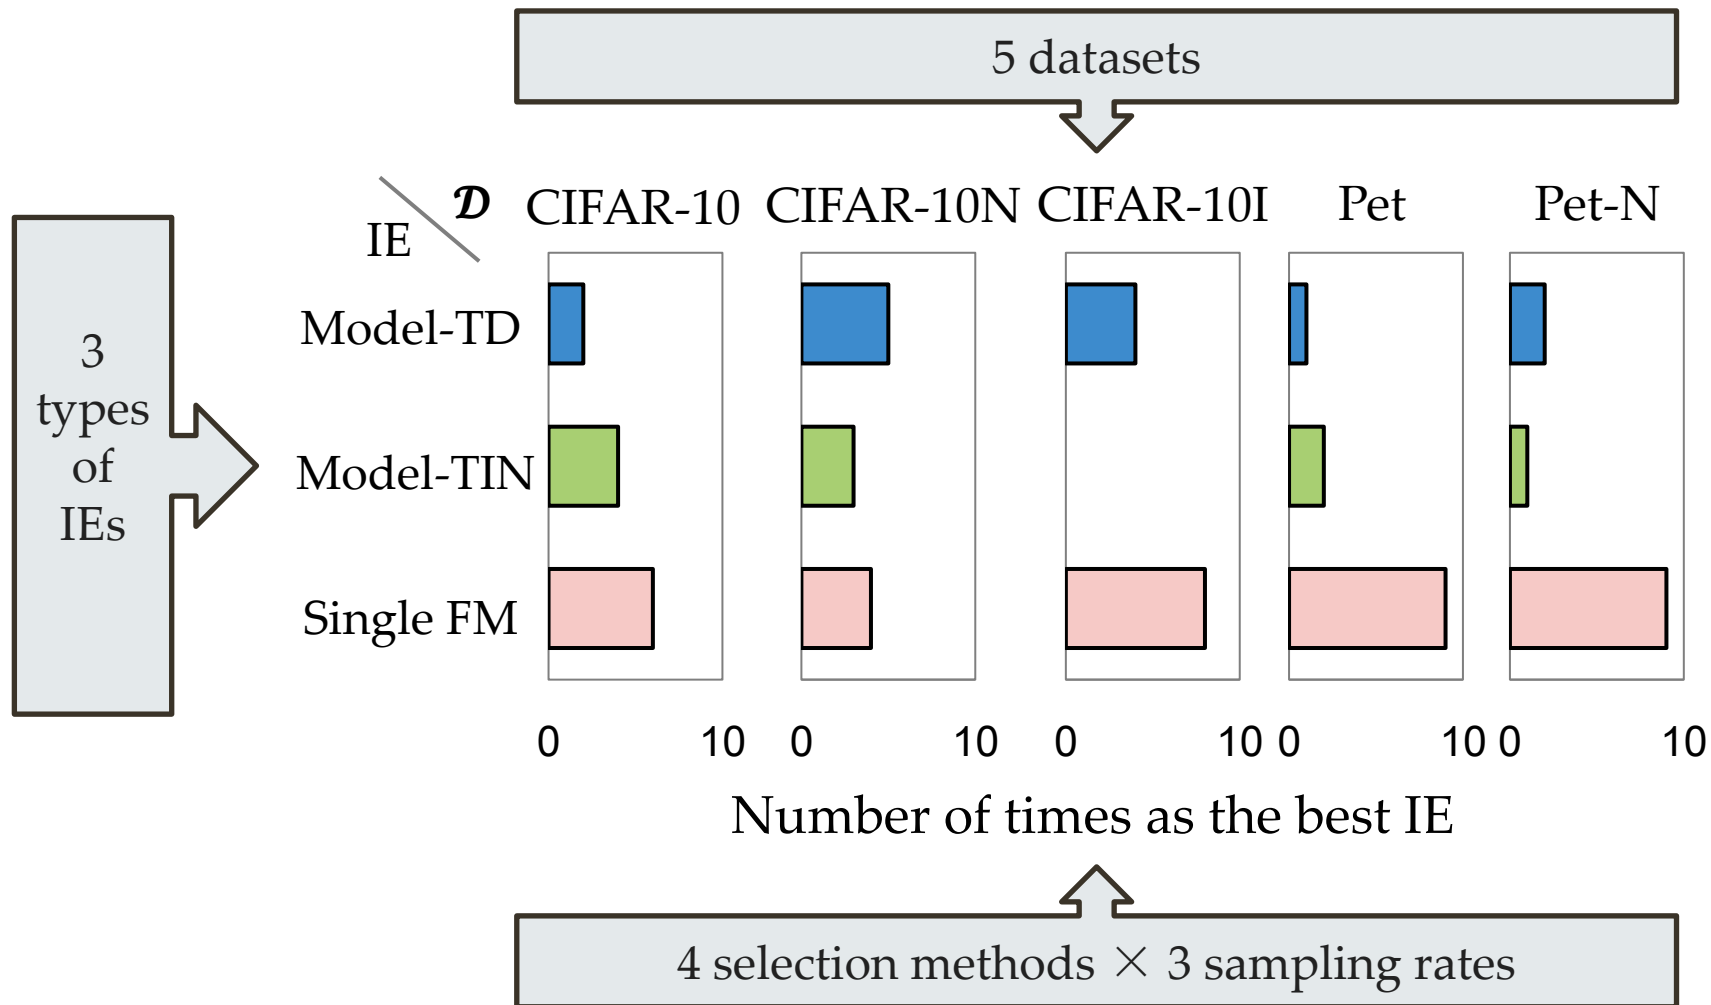 5 datasets
𝓓
IE
CIFAR-10
CIFAR-10N
CIFAR-10I
Pet
Pet-N
3
types
of
IEs
Model-TD
Model-TIN
Single FM
0 10 0 10 0 10 0 10 0 10
Number of times as the best IE
4 selection methods × 3 sampling rates